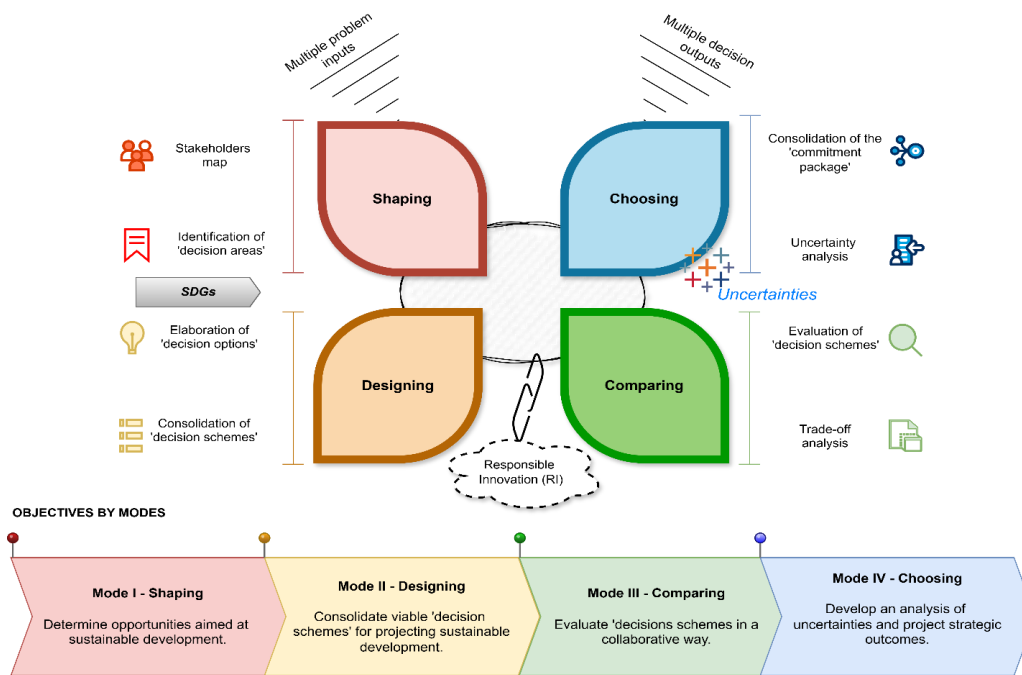 Multiple problem
inputs
Multiple decision
outputs
Stakeholders
map
Identification of
'decision areas'
SDGs
Elaboration of
'decision options'
Consolidation of
'decision schemes'
Shaping
Choosing
Designing
Comparing
Uncertainties
Responsible
Innovation (RI)
Consolidation of the
'commitment
package'
Uncertainty
analysis
Evaluation of
'decision schemes'
Trade-off
analysis
OBJECTIVES BY MODES
Mode I - Shaping
Determine opportunities aimed at
sustainable development.
Mode II - Designing
Consolidate viable 'decision
schemes' for projecting sustainable
development.
Mode III - Comparing
Evaluate 'decisions schemes in a
collaborative way.
Mode IV - Choosing
Develop an analysis of
uncertainties and project strategic
outcomes.